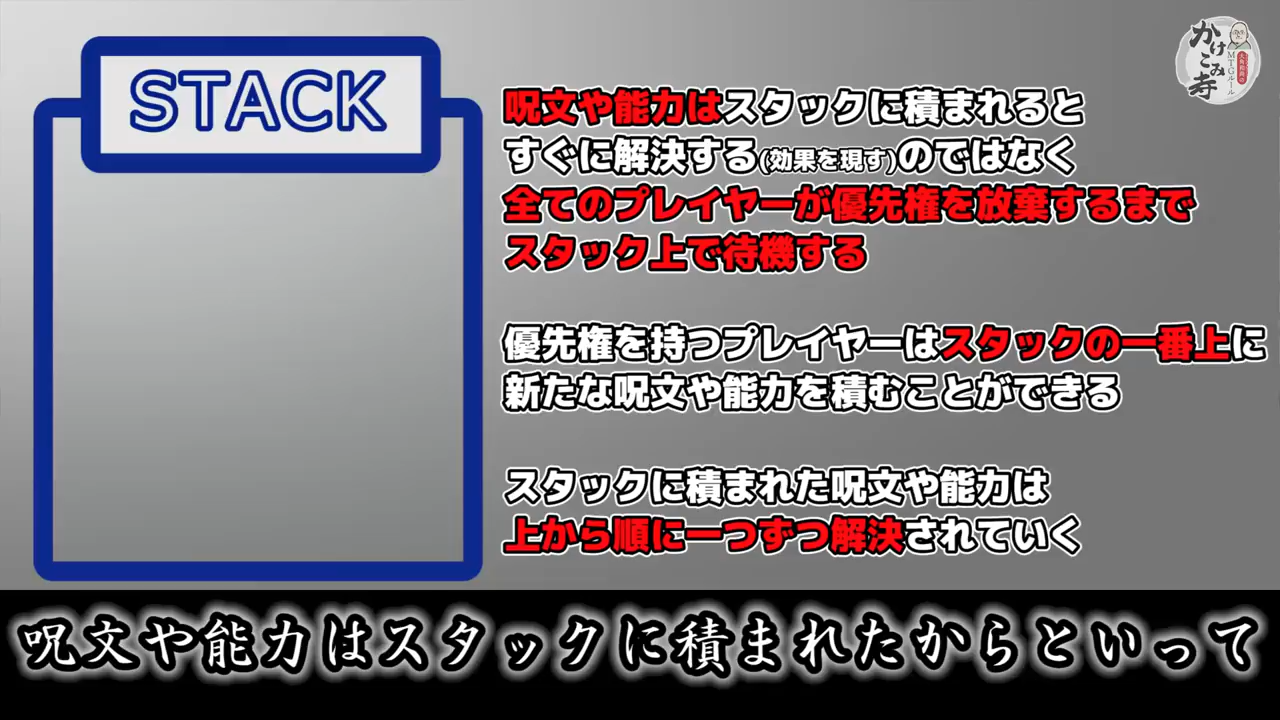 STACK
呪文や能力はスタックに積まれると
すぐに解決する(効果を現す)のではなく
全てのプレイヤーが優先権を放棄するまで
スタック上で待機する
優先権を持つプレイヤーはスタックの一番上に
新たな呪文や能力を積むことができる
スタックに積まれた呪文や能力は
上から順に一つずつ解決されていく
かけこみ寺
MTGルール
呪文や能力はスタックに積まれたからといって